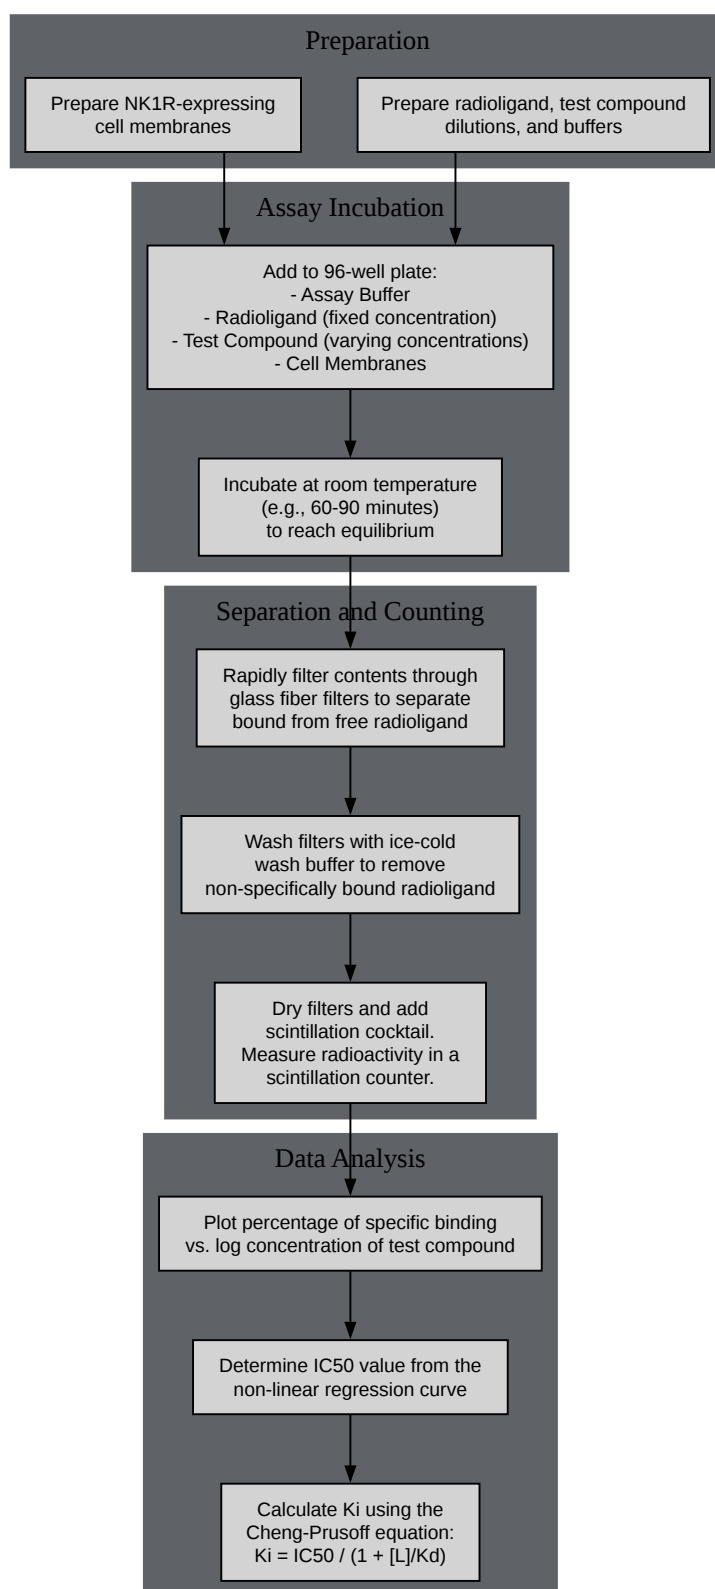 Preparation
Prepare NK1R-expressing
cell membranes
Prepare radioligand, test compound
dilutions, and buffers
Assay Incubation
Add to 96-well plate:
- Assay Buffer
- Radioligand (fixed concentration)
- Test Compound (varying concentrations)
- Cell Membranes
Incubate at room temperature
(e.g., 60-90 minutes)
to reach equilibrium
Separation and Counting
Rapidly filter contents through
glass fiber filters to separate
bound from free radioligand
Wash filters with ice-cold
wash buffer to remove
non-specifically bound radioligand
Dry filters and add
scintillation cocktail.
Measure radioactivity in a
scintillation counter.
Data Analysis
Plot percentage of specific binding
vs. log concentration of test compound
Determine IC50 value from the
non-linear regression curve
Calculate Ki using the
Cheng-Prusoff equation:
Ki = IC50 / (1 + [L]/Kd)